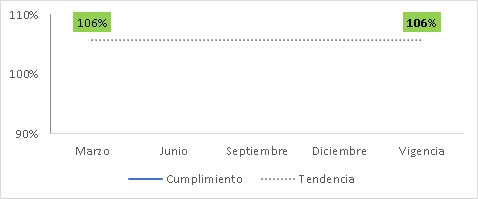 110%
106%
106%
100%
90%
Marzo Junio Septiembre Diciembre Vigencia
Cumplimiento Tendencia